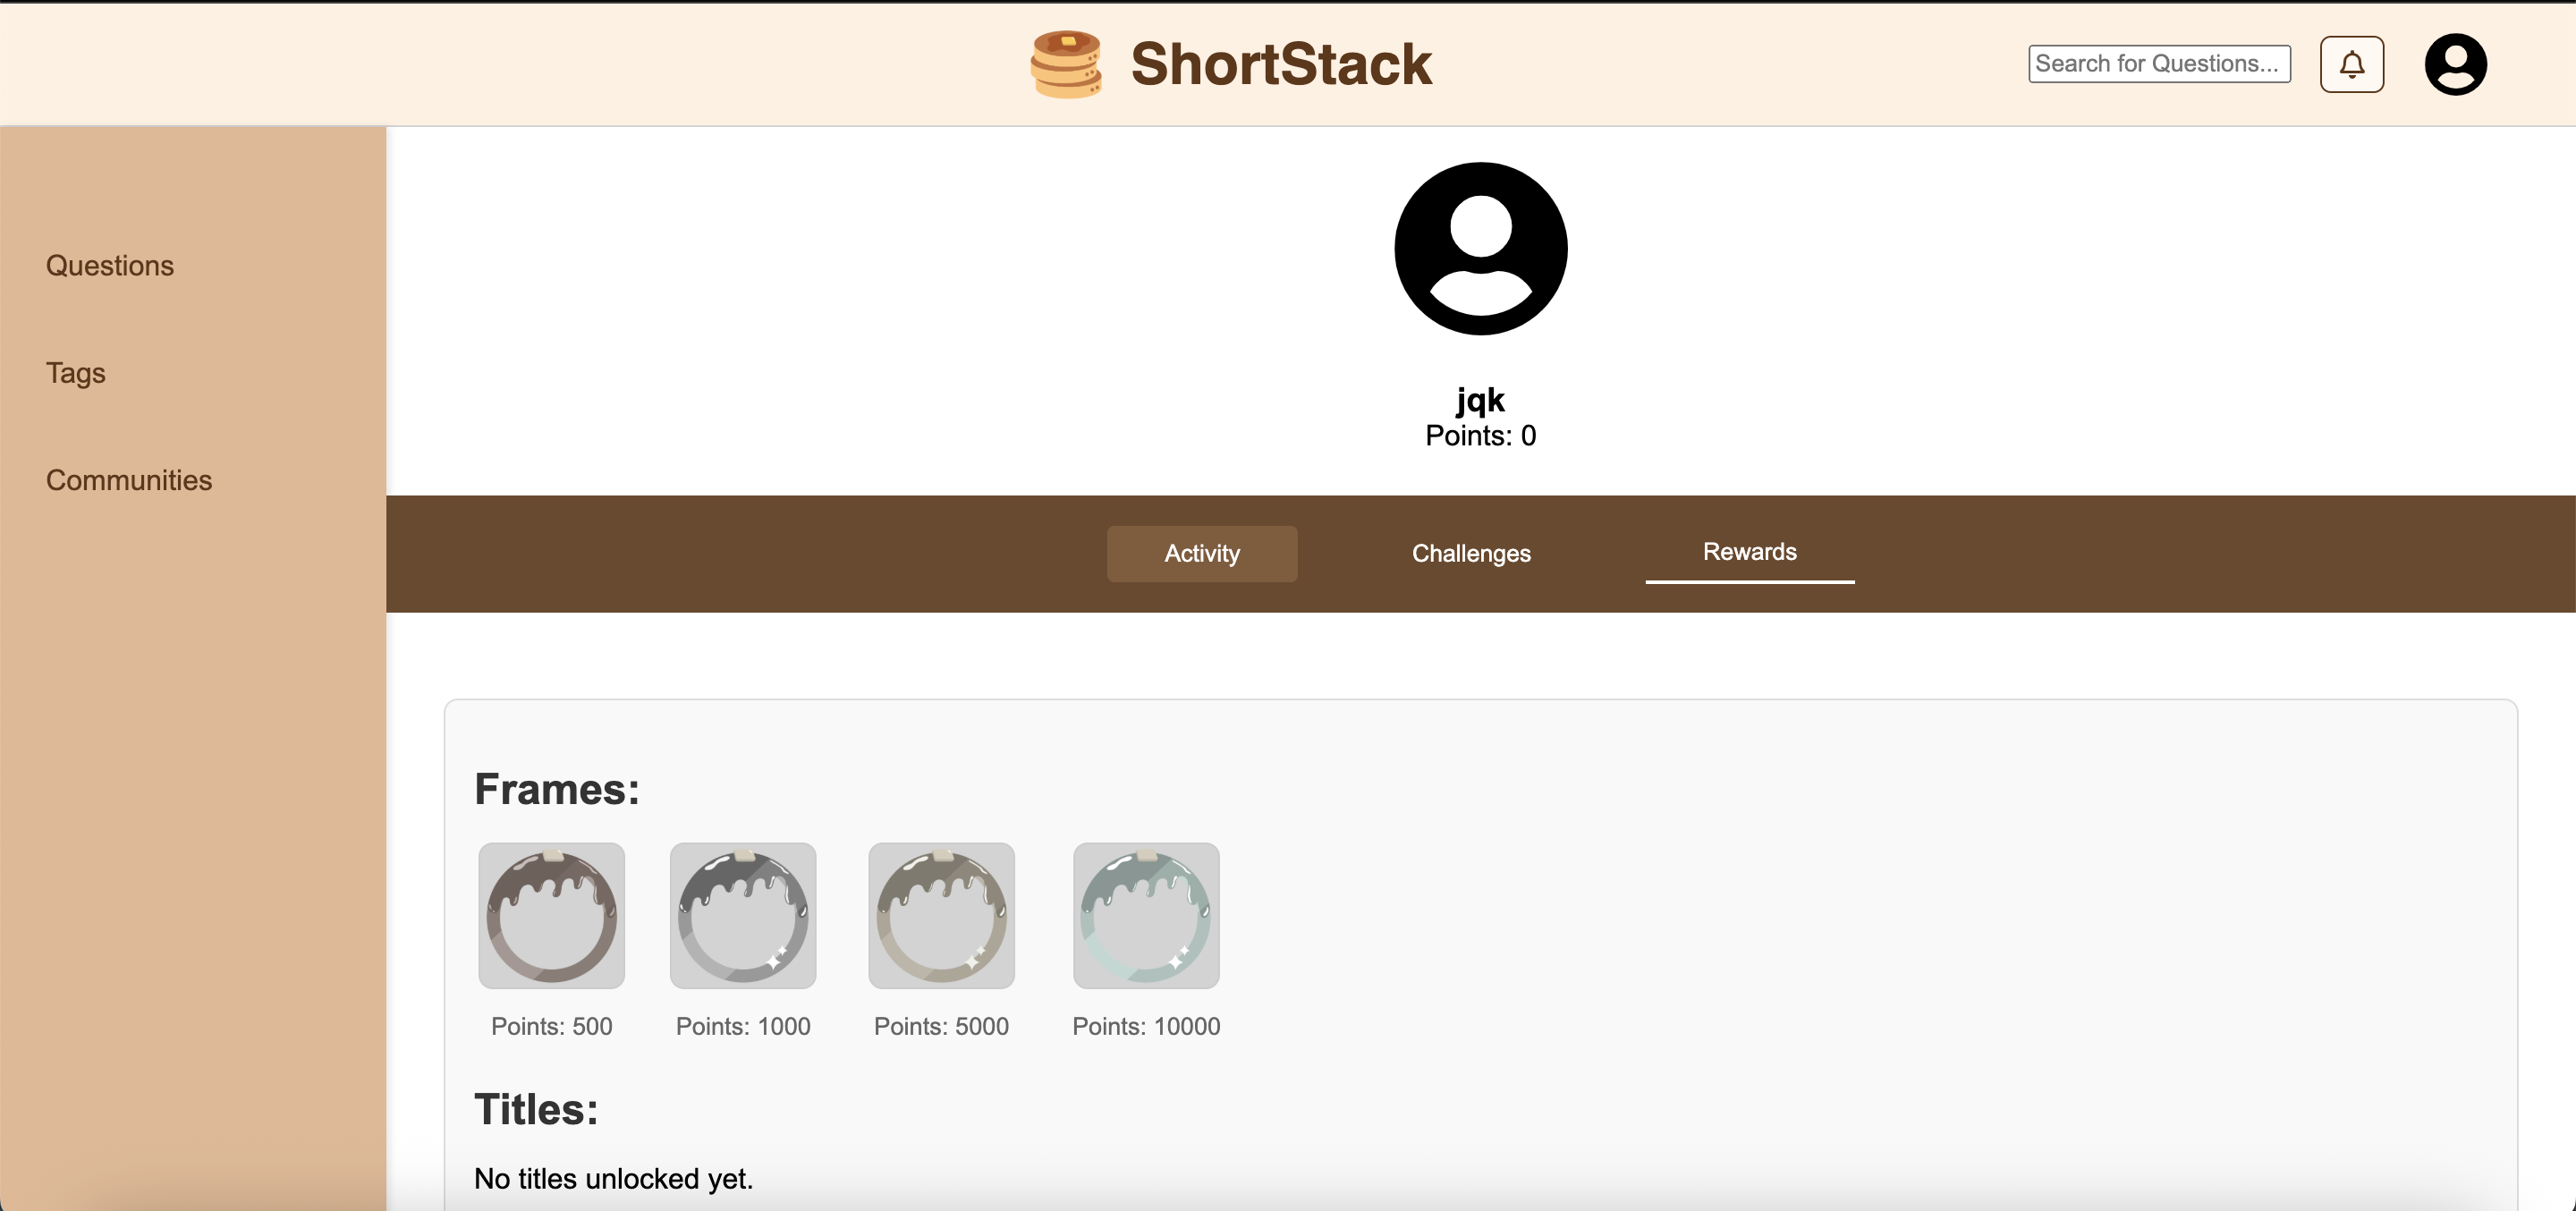 ShortStack
Search for Questions...
Questions
Tags
Communities
jqk
Points: 0
Activity
Challenges
Rewards
Frames:
Points: 500
Points: 1000
Points: 5000
Points: 10000
Titles:
No titles unlocked yet.